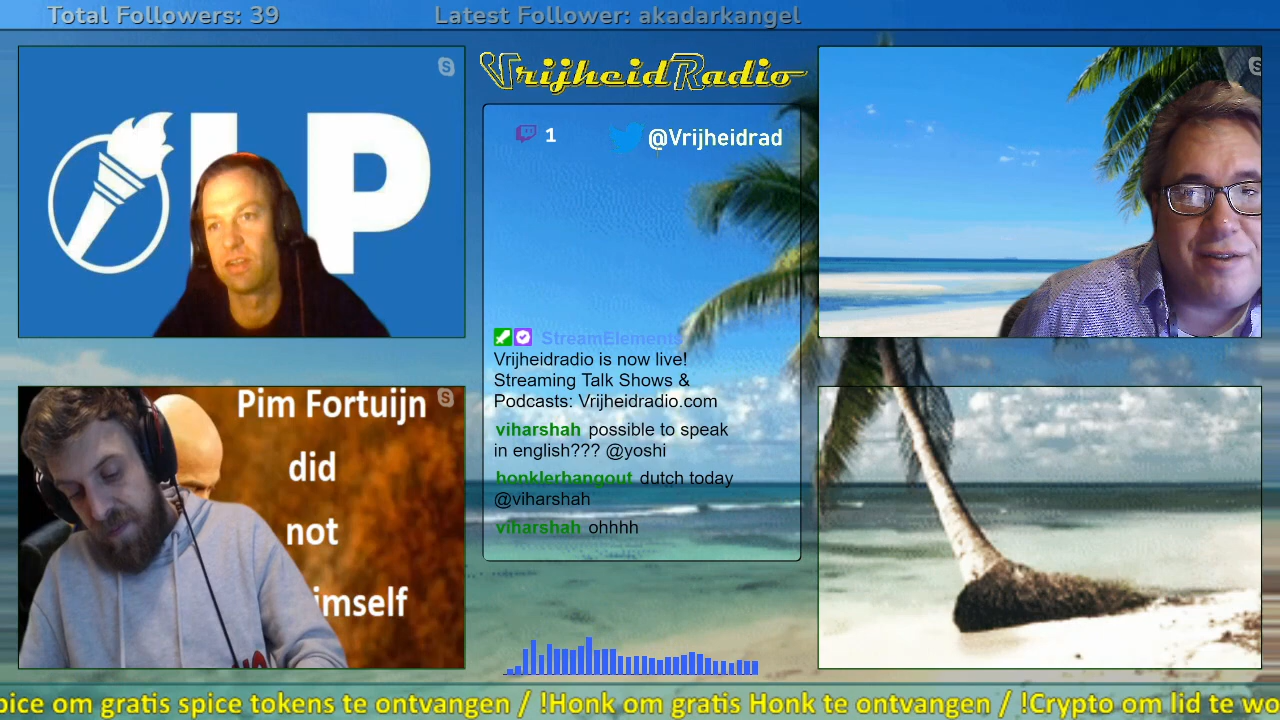 Total Followers: 39
Latest Follower: akadarkangel
LP
VrijheidRadio
1
@Vrijheidrad
StreamElements
Vrijheidradio is now live!
Streaming Talk Shows &
Podcasts: Vrijheidradio.com
viharshah possible to speak
in english??? @yoshi
honklerhangout dutch today
@viharshah
viharshah ohhhh
Pim Fortuijn
did
not
imself
om gratis spice tokens te ontvangen / !Honk om gratis Honk te ontvangen / !Crypto om lid te